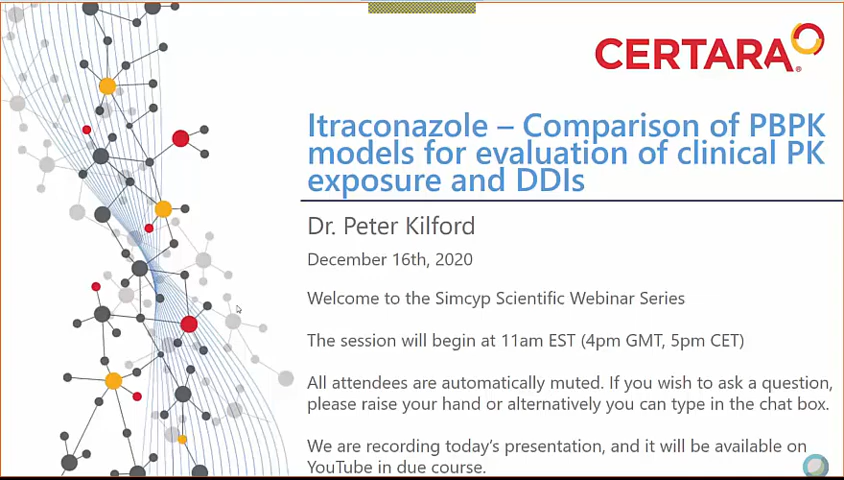 CERTARA®
Itraconazole – Comparison of PBPK
models for evaluation of clinical PK
exposure and DDIs
Dr. Peter Kilford
December 16th, 2020
Welcome to the Simcyp Scientific Webinar Series
The session will begin at 11am EST (4pm GMT, 5pm CET)
All attendees are automatically muted. If you wish to ask a question,
please raise your hand or alternatively you can type in the chat box.
We are recording today's presentation, and it will be available on
YouTube in due course.